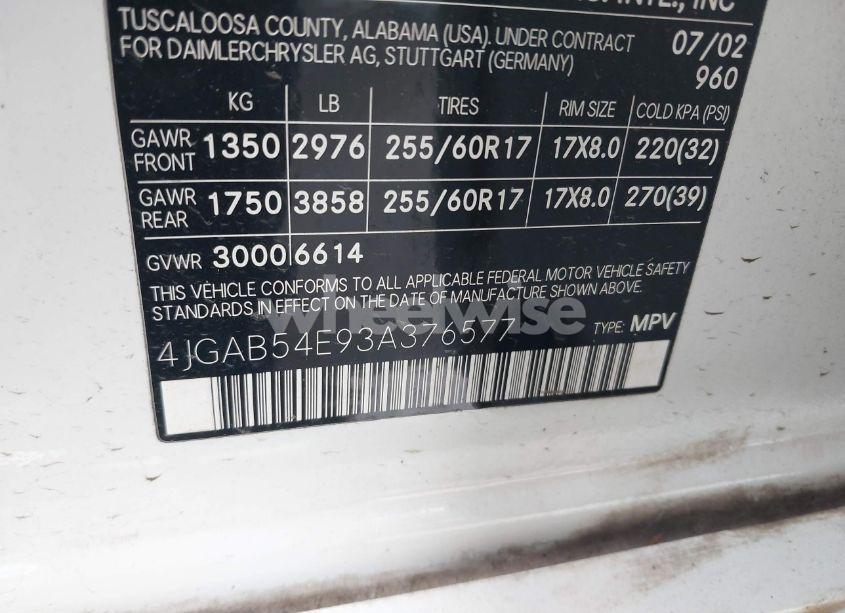 INTL., INC
TUSCALOOSA COUNTY, ALABAMA (USA). UNDER CONTRACT 07/02
FOR DAIMLERCHRYSLER AG, STUTTGART (GERMANY) 960
KG LB TIRES RIM SIZE COLD KPA (PSI)
GAWR FRONT 1350 2976 255/60R17 17X8.0 220(32)
GAWR REAR 1750 3858 255/60R17 17X8.0 270(39)
GVWR 3000 6614
THIS VEHICLE CONFORMS TO ALL APPLICABLE FEDERAL MOTOR VEHICLE SAFETY
STANDARDS IN EFFECT ON THE DATE OF MANUFACTURE SHOWN ABOVE.
wheelwise
4JGAB54E93A376577 TYPE: MPV